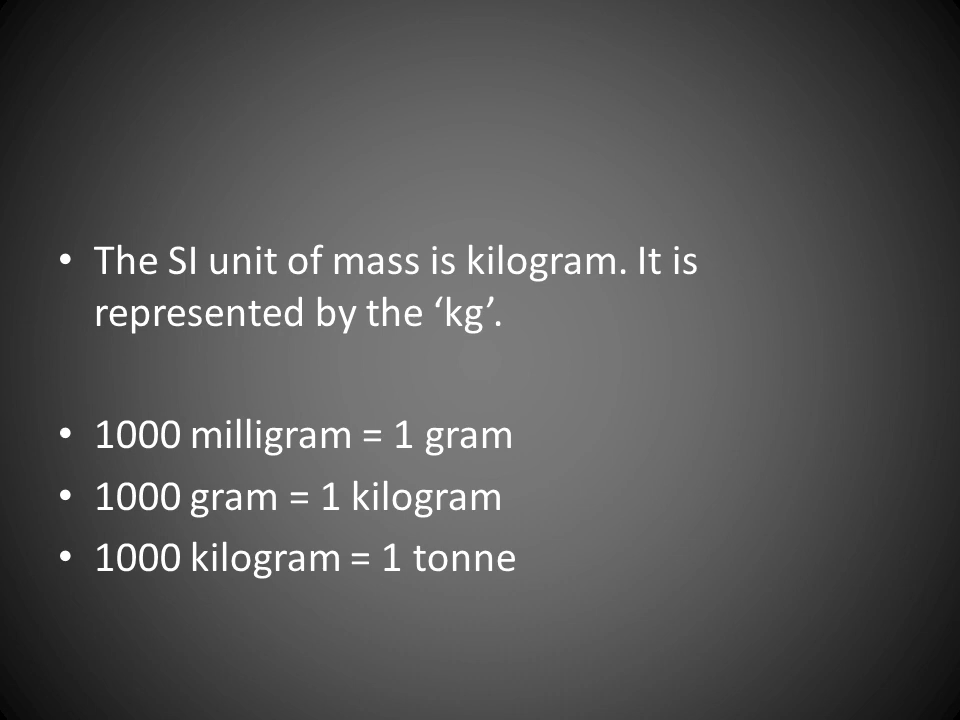 • The SI unit of mass is kilogram. It is
represented by the ‘kg’.
• 1000 milligram = 1 gram
• 1000 gram = 1 kilogram
• 1000 kilogram = 1 tonne